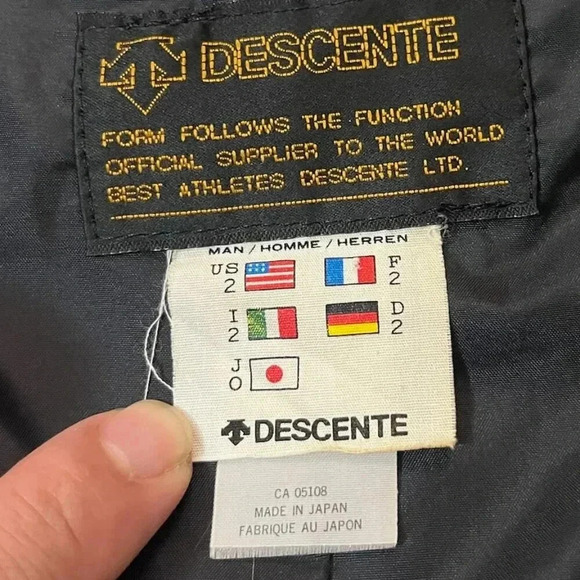 DESCENTE
FORM FOLLOWS THE FUNCTION
OFFICIAL SUPPLIER TO THE WORLD
BEST ATHLETES DESCENTE LTD.
MAN / HOMME / HERREN
US 2 F 2
I 2 D 2
J O
DESCENTE
CA 05108
MADE IN JAPAN
FABRIQUE AU JAPON